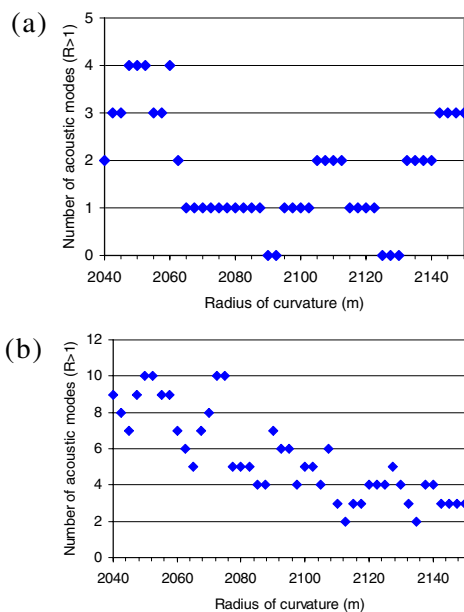 (a)
Number of acoustic modes (R>1)
5
4
3
2
1
0
2040 2060 2080 2100 2120 2140
Radius of curvature (m)
(b)
Number of acoustic modes (R>1)
12
10
8
6
4
2
0
2040 2060 2080 2100 2120 2140
Radius of curvature (m)